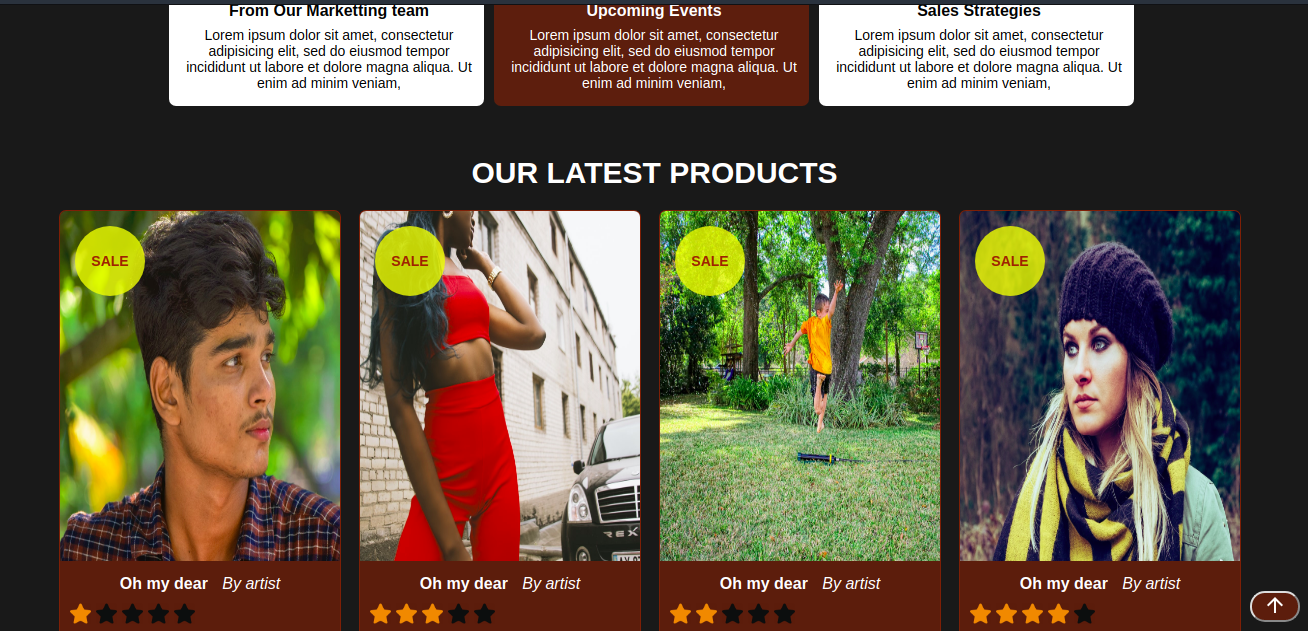 From Our Marketting team
Lorem ipsum dolor sit amet, consectetur
adipisicing elit, sed do eiusmod tempor
incididunt ut labore et dolore magna aliqua. Ut
enim ad minim veniam,
Upcoming Events
Lorem ipsum dolor sit amet, consectetur
adipisicing elit, sed do eiusmod tempor
incididunt ut labore et dolore magna aliqua. Ut
enim ad minim veniam,
Sales Strategies
Lorem ipsum dolor sit amet, consectetur
adipisicing elit, sed do eiusmod tempor
incididunt ut labore et dolore magna aliqua. Ut
enim ad minim veniam,
OUR LATEST PRODUCTS
SALE
SALE
SALE
SALE
Oh my dear By artist
Oh my dear By artist
Oh my dear By artist
Oh my dear By artist